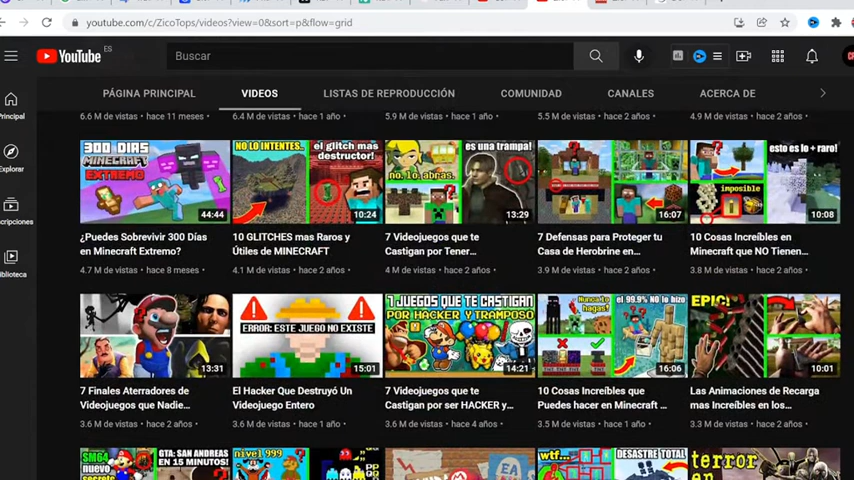 youtube.com/c/ZicoTops/videos?view=0&sort=p&flow=grid
YouTube
ES
Buscar
PÁGINA PRINCIPAL
VIDEOS
LISTAS DE REPRODUCCIÓN
COMUNIDAD
CANALES
ACERCA DE
6.6 M de vistas • hace 11 meses •
6.4 M de vistas • hace 1 año •
5.9 M de vistas • hace 1 año •
5.5 M de vistas • hace 2 años •
4.9 M de vistas • hace 2 años •
rincipal
Explorar
scripciones
iblioteca
300 DIAS
MINECRAFT
EXTREMO
44:44
NO LO INTENTES..
el glitch mas
destructor!
10:24
no. lo. abras.
es una trampa!
13:29
16:07
imposible
esto es lo + raro!
10:08
¿Puedes Sobrevivir 300 Días
en Minecraft Extremo?
4.7 M de vistas • hace 8 meses •
10 GLITCHES mas Raros y
Útiles de MINECRAFT
4.1 M de vistas • hace 2 años •
7 Videojuegos que te
Castigan por Tener...
4 M de vistas • hace 2 años •
7 Defensas para Proteger tu
Casa de Herobrine en...
3.9 M de vistas • hace 2 años •
10 Cosas Increíbles en
Minecraft que NO Tienen...
3.8 M de vistas • hace 2 años •
13:31
ERROR: ESTE JUEGO NO EXISTE
15:01
7 JUEGOS QUE TE CASTIGAN
POR HACKER Y TRAMPOSO
14:21
Nunca lo
hagas!
el 99.9% NO lo hizo
16:06
EPIC!
10:01
7 Finales Aterradores de
Videojuegos que Nadie...
3.6 M de vistas • hace 2 años •
El Hacker Que Destruyó Un
Videojuego Entero
3.6 M de vistas • hace 1 año •
7 Videojuegos que te
Castigan por ser HACKER y...
3.6 M de vistas • hace 4 años •
10 Cosas Increíbles que
Puedes hacer en Minecraft ...
3.5 M de vistas • hace 1 año •
Las Animaciones de Recarga
mas Increíbles en los...
3.3 M de vistas • hace 2 años •
SM64
nuevo
secreto
GTA: SAN ANDREAS
EN 15 MINUTOS!
nivel 999
EA
wtf...
DESASTRE TOTAL
terror
en